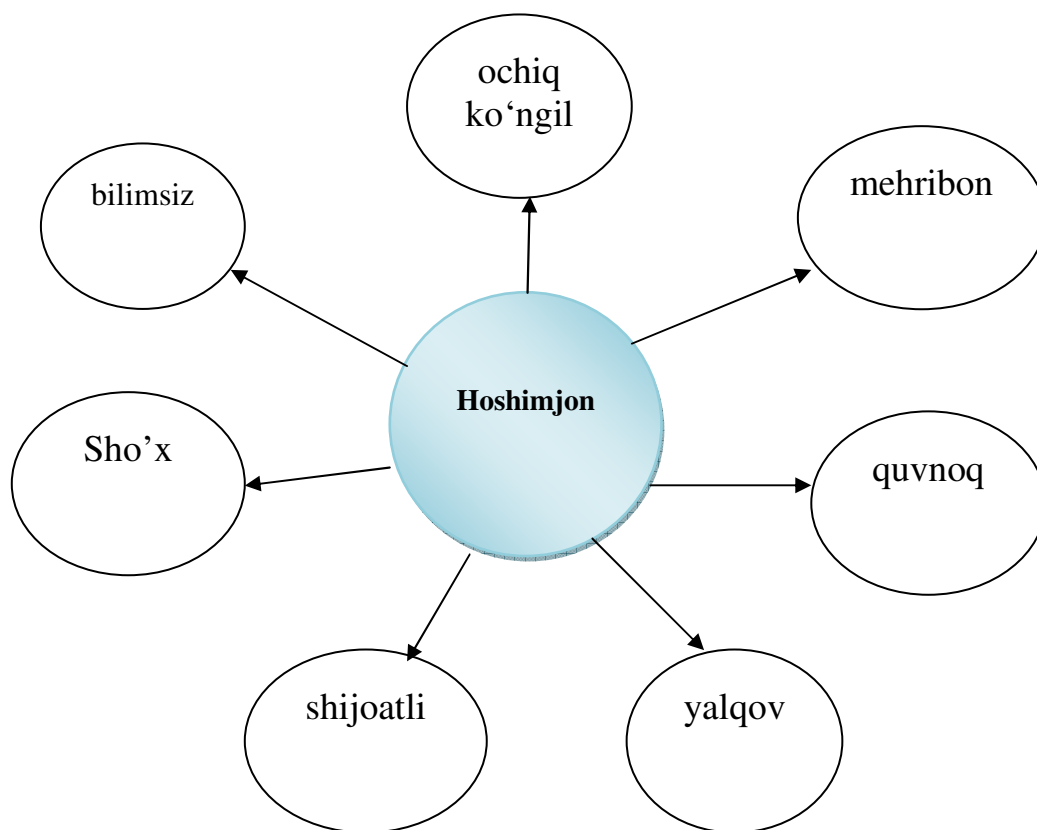 ochiq
ko‘ngil
bilimsiz
mehribon
Hoshimjon
Sho’x
quvnoq
shijoatli
yalqov